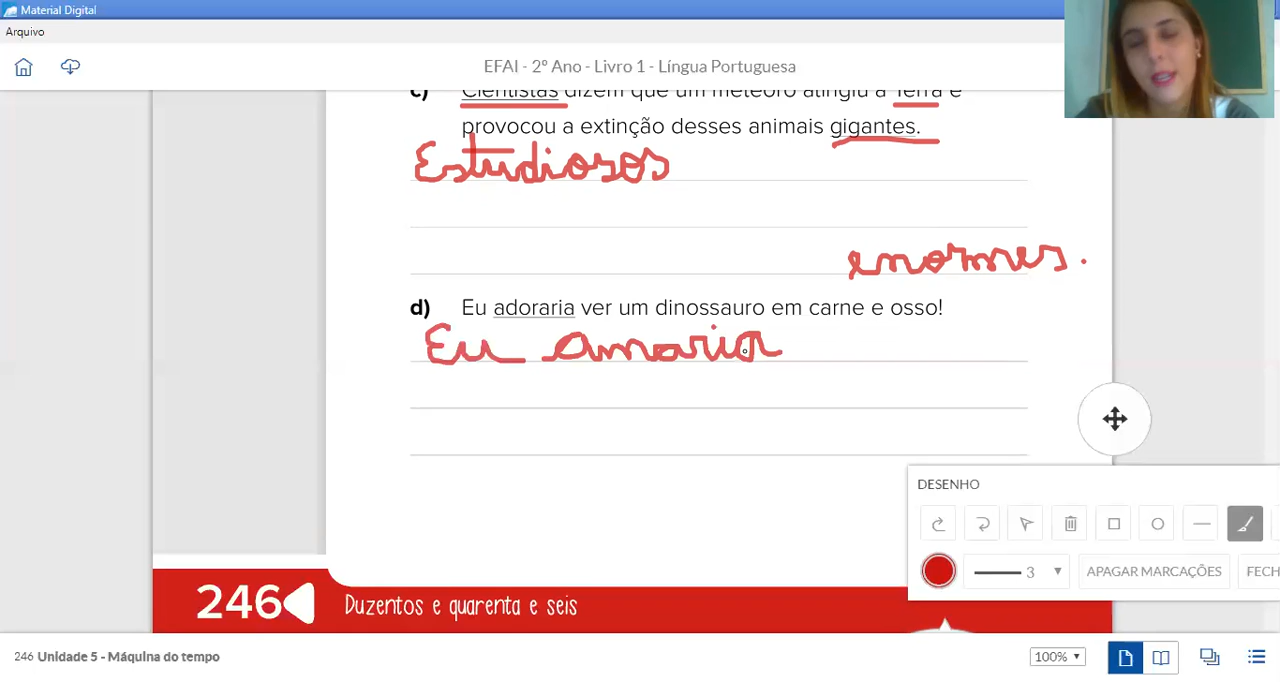 Material Digital
Arquivo
EFAI - 2º Ano - Livro 1 - Língua Portuguesa
c) Cientistas dizem que um meteoro atingiu a Terra e
provocou a extinção desses animais gigantes.
Estudiosos
enormes.
d) Eu adoraria ver um dinossauro em carne e osso!
Eu amaria
DESENHO
3
APAGAR MARCAÇÕES
FECH
246 Duzentos e quarenta e seis
246 Unidade 5 - Máquina do tempo
100%